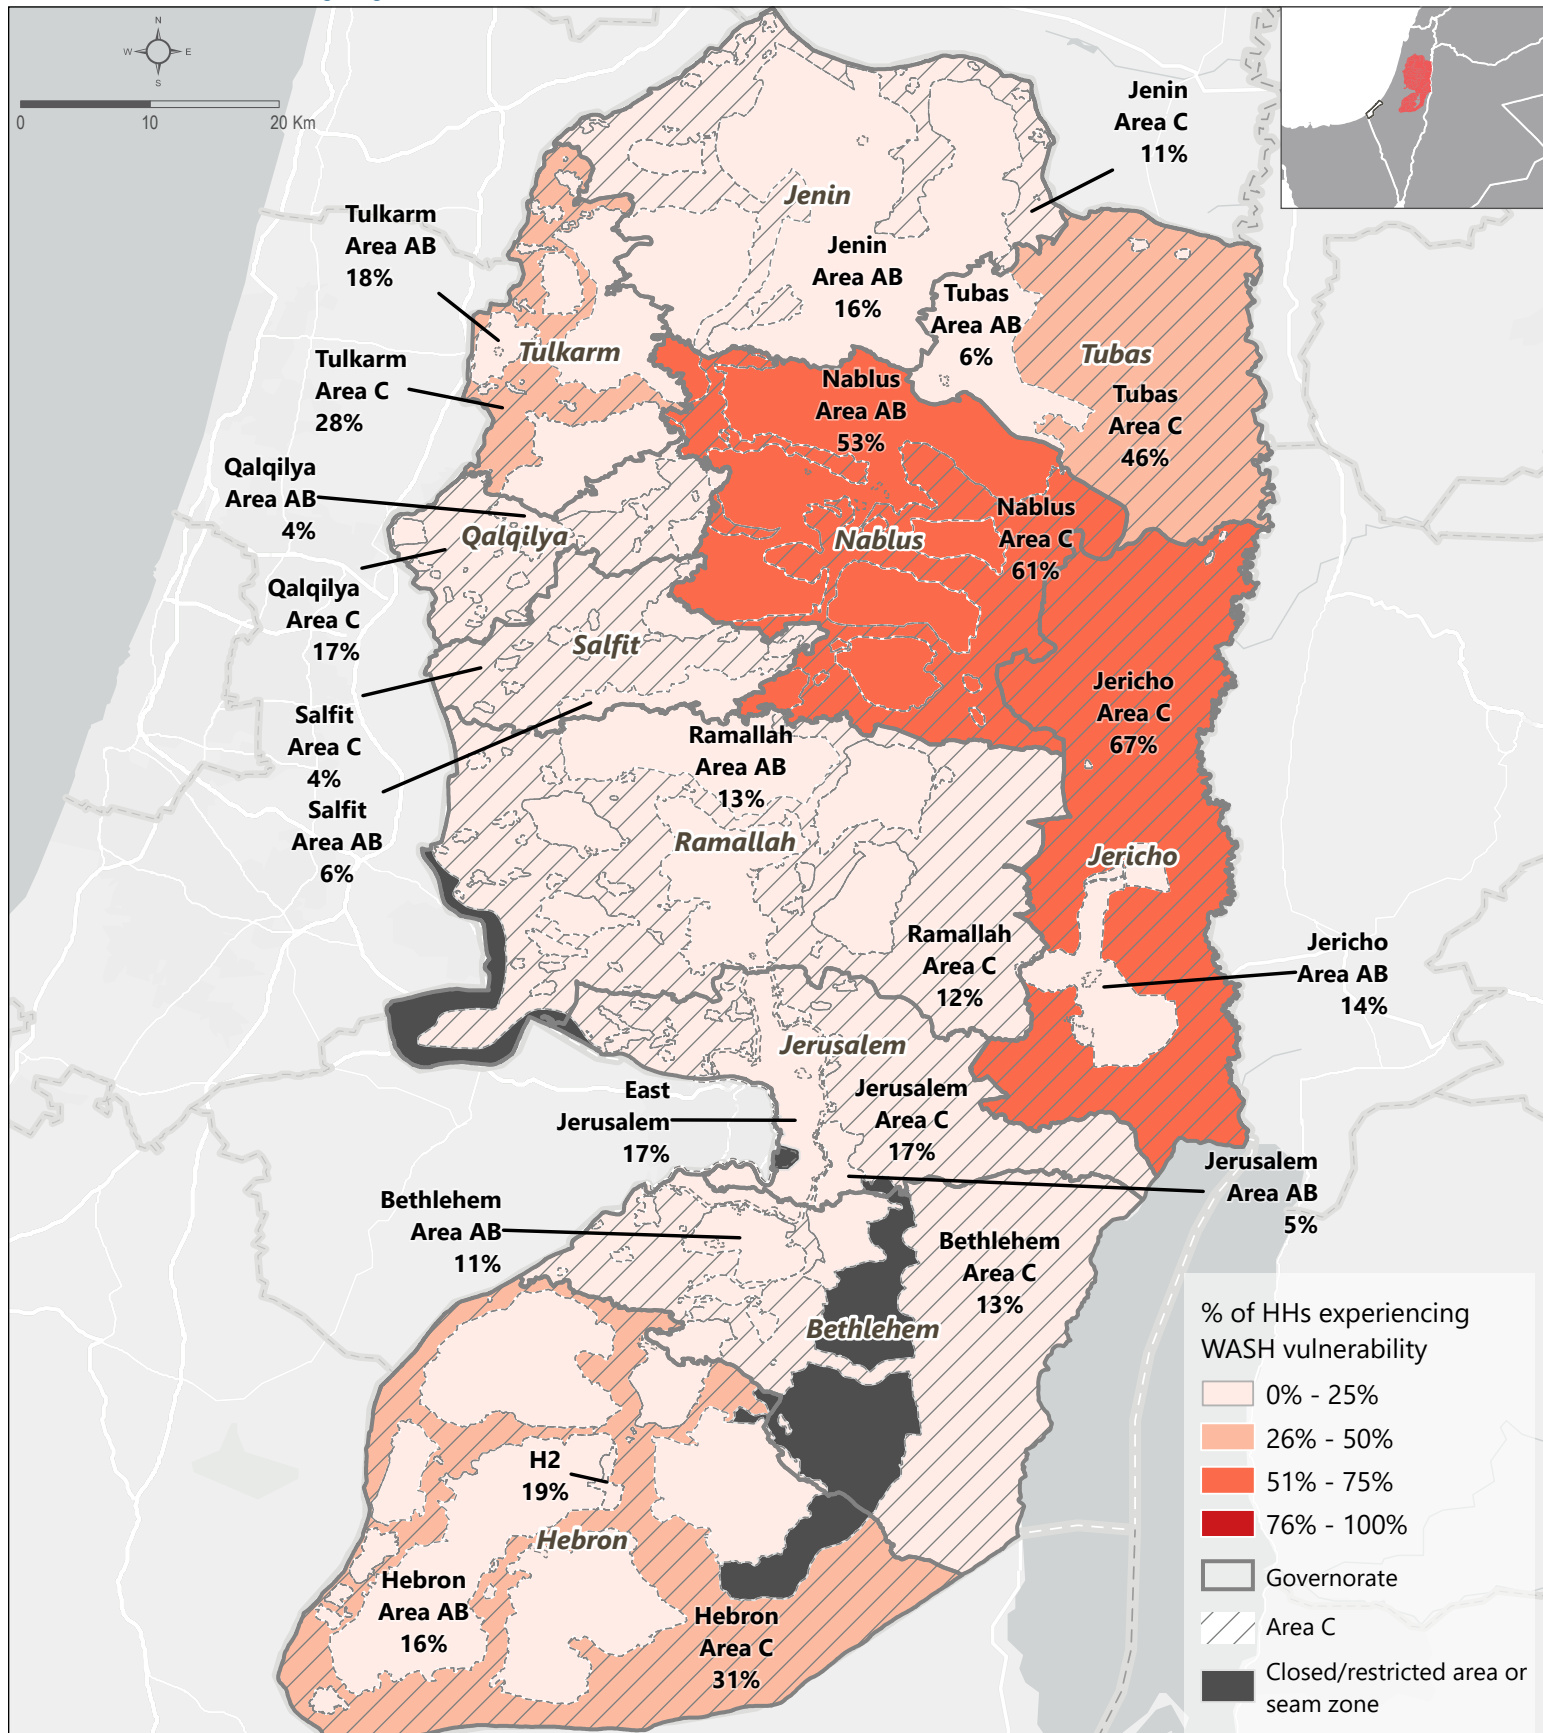 N
W E
S
0 10 20 Km
Jenin
Area C
11%
Jenin
Tulkarm
Area AB
18%
Jenin
Area AB
16%
Tubas
Area AB
6%
Tulkarm
Tubas
Tulkarm
Area C
28%
Nablus
Area AB
53%
Tubas
Area C
46%
Qalqilya
Area AB
4%
Nablus
Area C
61%
Qalqilya
Nablus
Qalqilya
Area C
17%
Salfit
Jericho
Area C
67%
Salfit
Area C
4%
Ramallah
Area AB
13%
Salfit
Area AB
6%
Ramallah
Jericho
Ramallah
Area C
12%
Jericho
Area AB
14%
Jerusalem
East
Jerusalem
17%
Jerusalem
Area C
17%
Jerusalem
Area AB
5%
Bethlehem
Area AB
11%
Bethlehem
Area C
13%
Bethlehem
H2
19%
Hebron
Hebron
Area AB
16%
Hebron
Area C
31%
% of HHs experiencing
WASH vulnerability
0% - 25%
26% - 50%
51% - 75%
76% - 100%
Governorate
Area C
Closed/restricted area or
seam zone